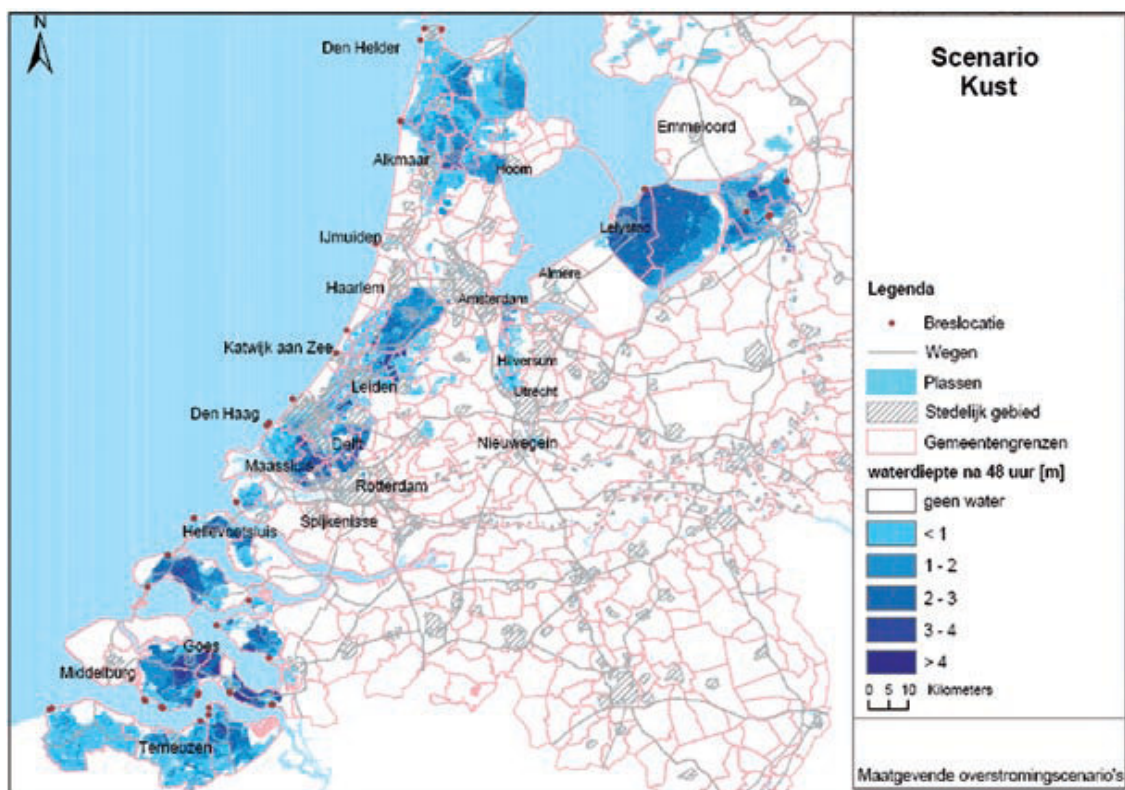 N
Den Helder
Emmeloord
Alkmaar
Hoorn
Lelystad
IJmuiden
Almere
Haarlem
Amsterdam
Katwijk aan Zee
Hilversum
Leiden
Utrecht
Den Haag
Delft
Nieuwegein
Maassluis
Rotterdam
Spijkenisse
Hellevoetsluis
Goes
Middelburg
Terneuzen
Scenario
Kust
Legenda
Breslocatie
Wegen
Plassen
Stedelijk gebied
Gemeentengrenzen
waterdiepte na 48 uur [m]
geen water
< 1
1 - 2
2 - 3
3 - 4
> 4
0 5 10 Kilometers
Maatgevende overstromingscenario's